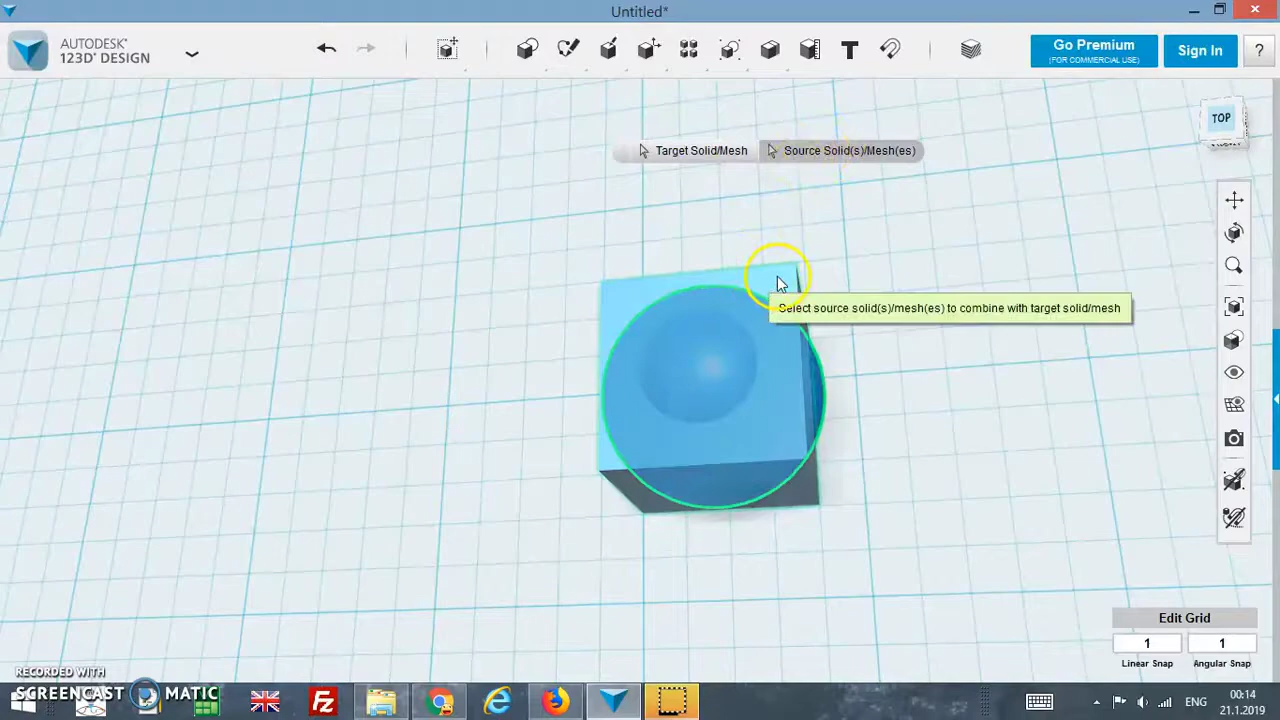 Untitled*
AUTODESK®
123D® DESIGN
T
Go Premium
(FOR COMMERCIAL USE)
Sign In
?
TOP
Target Solid/Mesh
Source Solid(s)/Mesh(es)
Select source solid(s)/mesh(es) to combine with target solid/mesh
Edit Grid
1
1
Linear Snap
Angular Snap
RECORDED WITH
SCREENCAST MATIC
ENG
00:14
21.1.2019